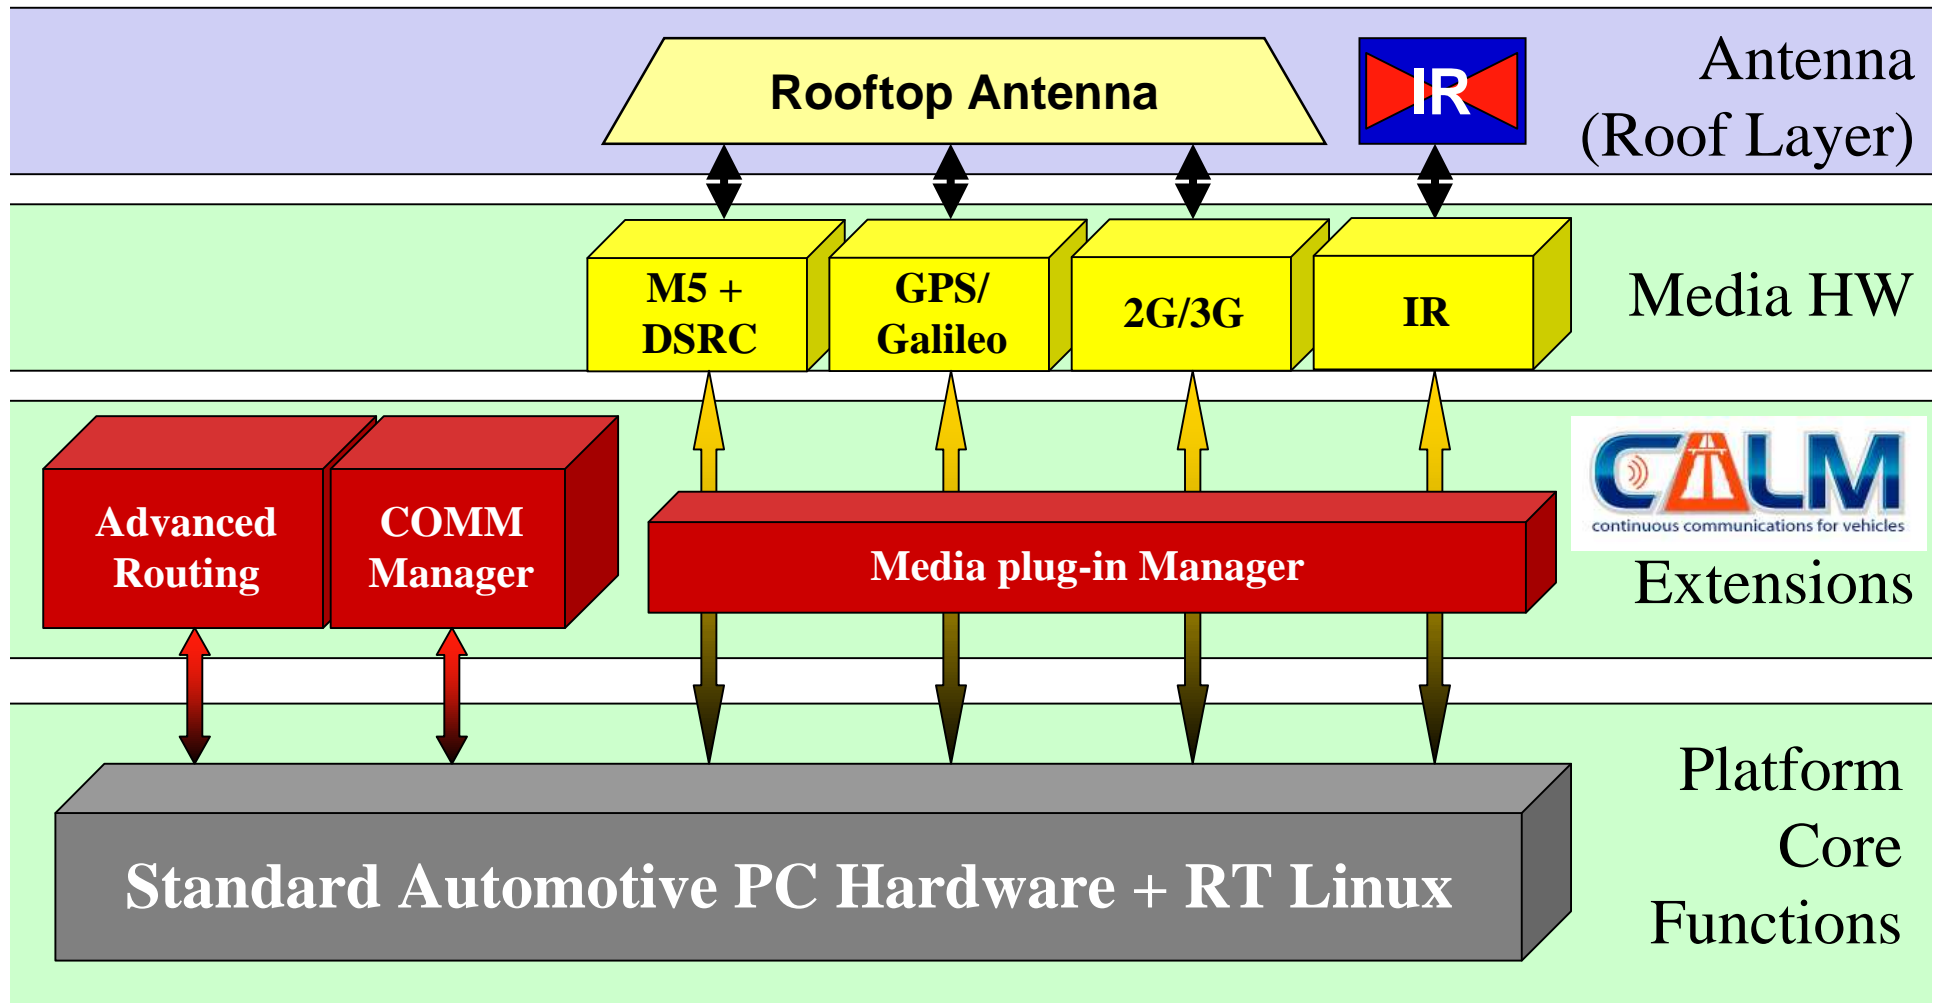 Rooftop Antenna
IR
Antenna
(Roof Layer)
M5 +
DSRC
GPS/
Galileo
2G/3G
IR
Media HW
Advanced
Routing
COMM
Manager
Media plug-in Manager
CALM
continuous communications for vehicles
Extensions
Standard Automotive PC Hardware + RT Linux
Platform
Core
Functions